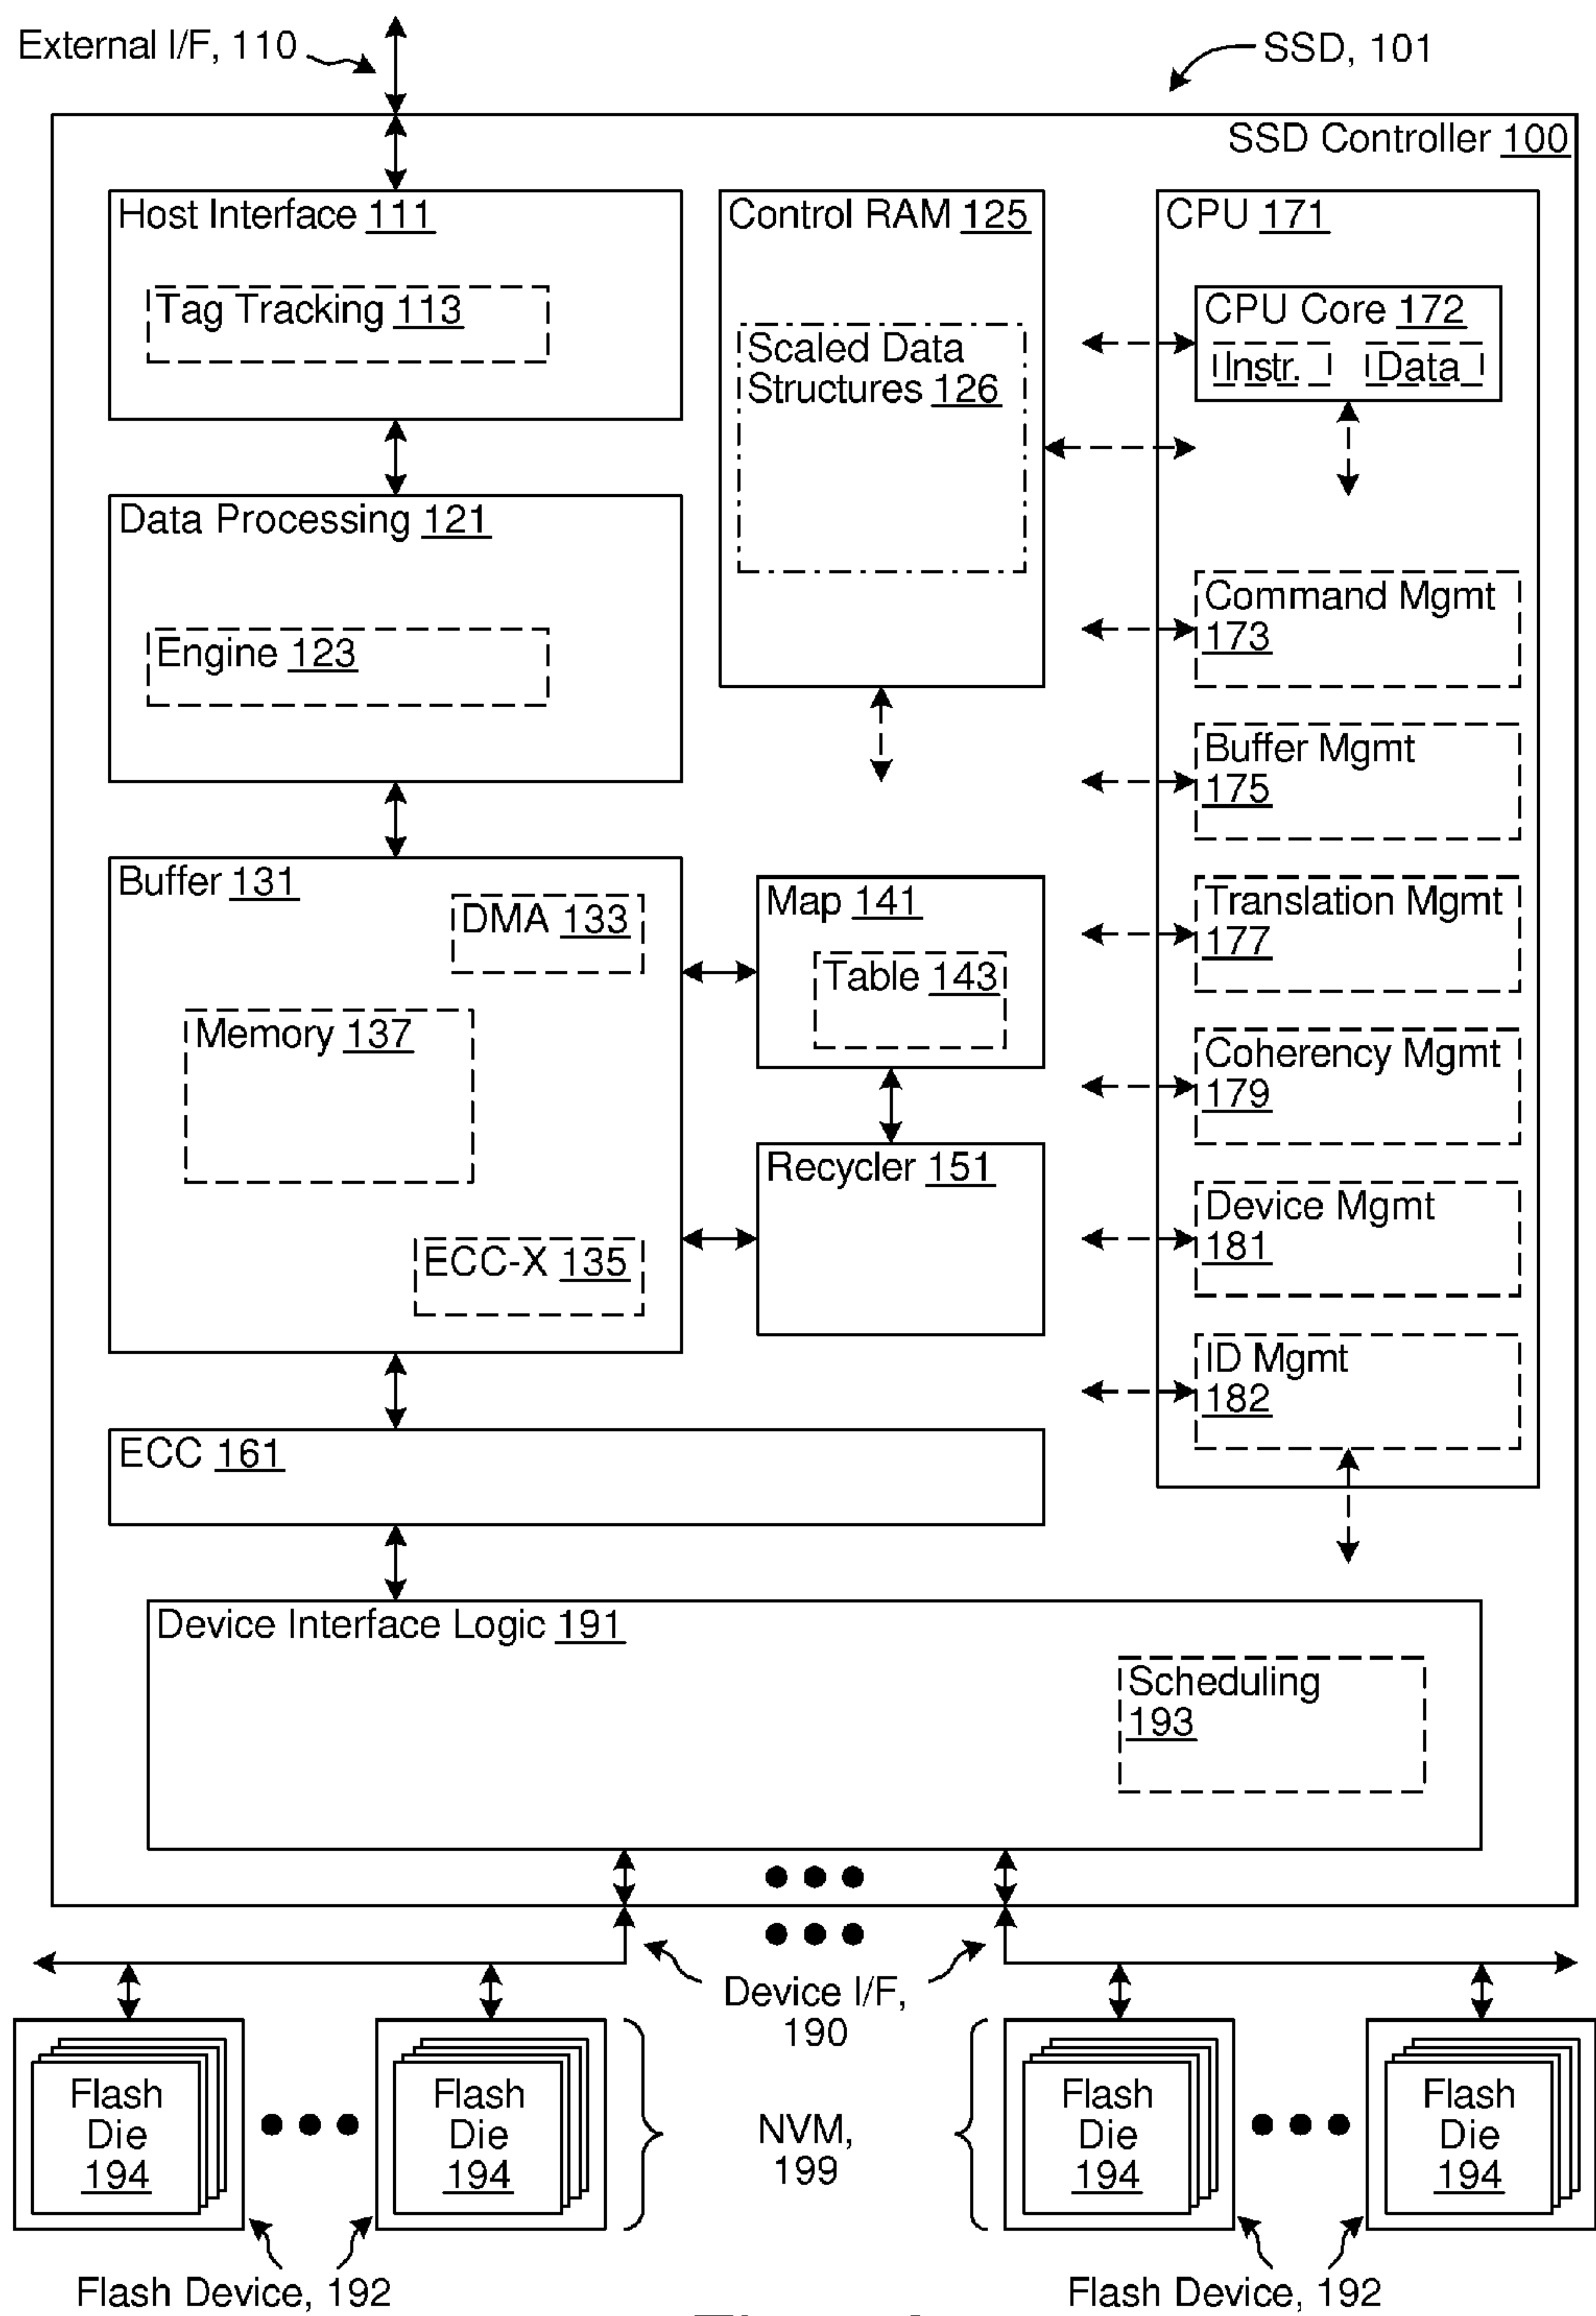 External I/F, 110
SSD, 101
SSD Controller 100
Host Interface 111
Tag Tracking 113
Control RAM 125
Scaled Data
Structures 126
CPU 171
CPU Core 172
Instr.
Data
Data Processing 121
Engine 123
Command Mgmt
173
Buffer Mgmt
175
Buffer 131
DMA 133
Memory 137
ECC-X 135
Map 141
Table 143
Translation Mgmt
177
Coherency Mgmt
179
Recycler 151
Device Mgmt
181
ID Mgmt
182
ECC 161
Device Interface Logic 191
Scheduling
193
Device I/F,
190
Flash
Die
194
Flash
Die
194
NVM,
199
Flash
Die
194
Flash
Die
194
Flash Device, 192
Flash Device, 192